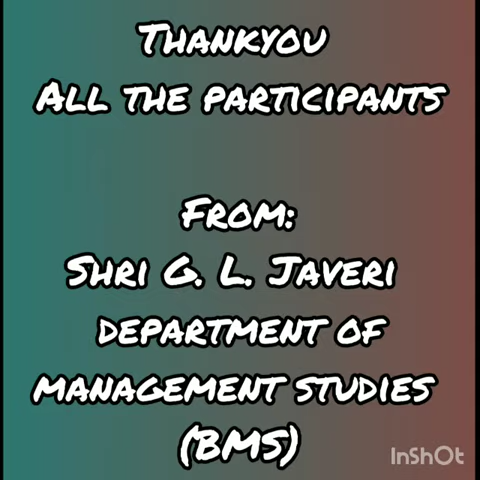 THANKYOU
ALL THE PARTICIPANTS
FROM:
SHRI G. L. JAVERI
DEPARTMENT OF
MANAGEMENT STUDIES
(BMS)
InShOt